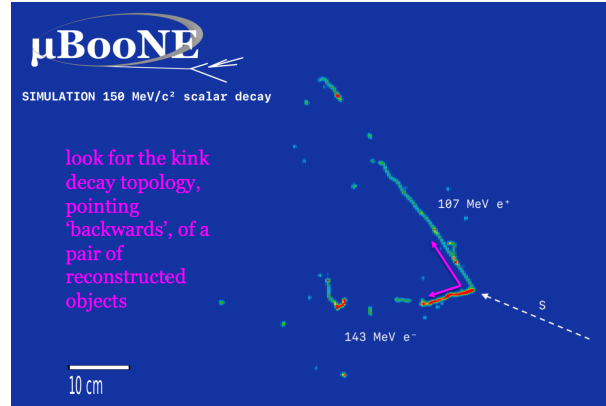 μBooNE
SIMULATION 150 MeV/c² scalar decay
look for the kink
decay topology,
pointing
‘backwards’, of a
pair of
reconstructed
objects
107 MeV e⁺
S
143 MeV e⁻
10 cm